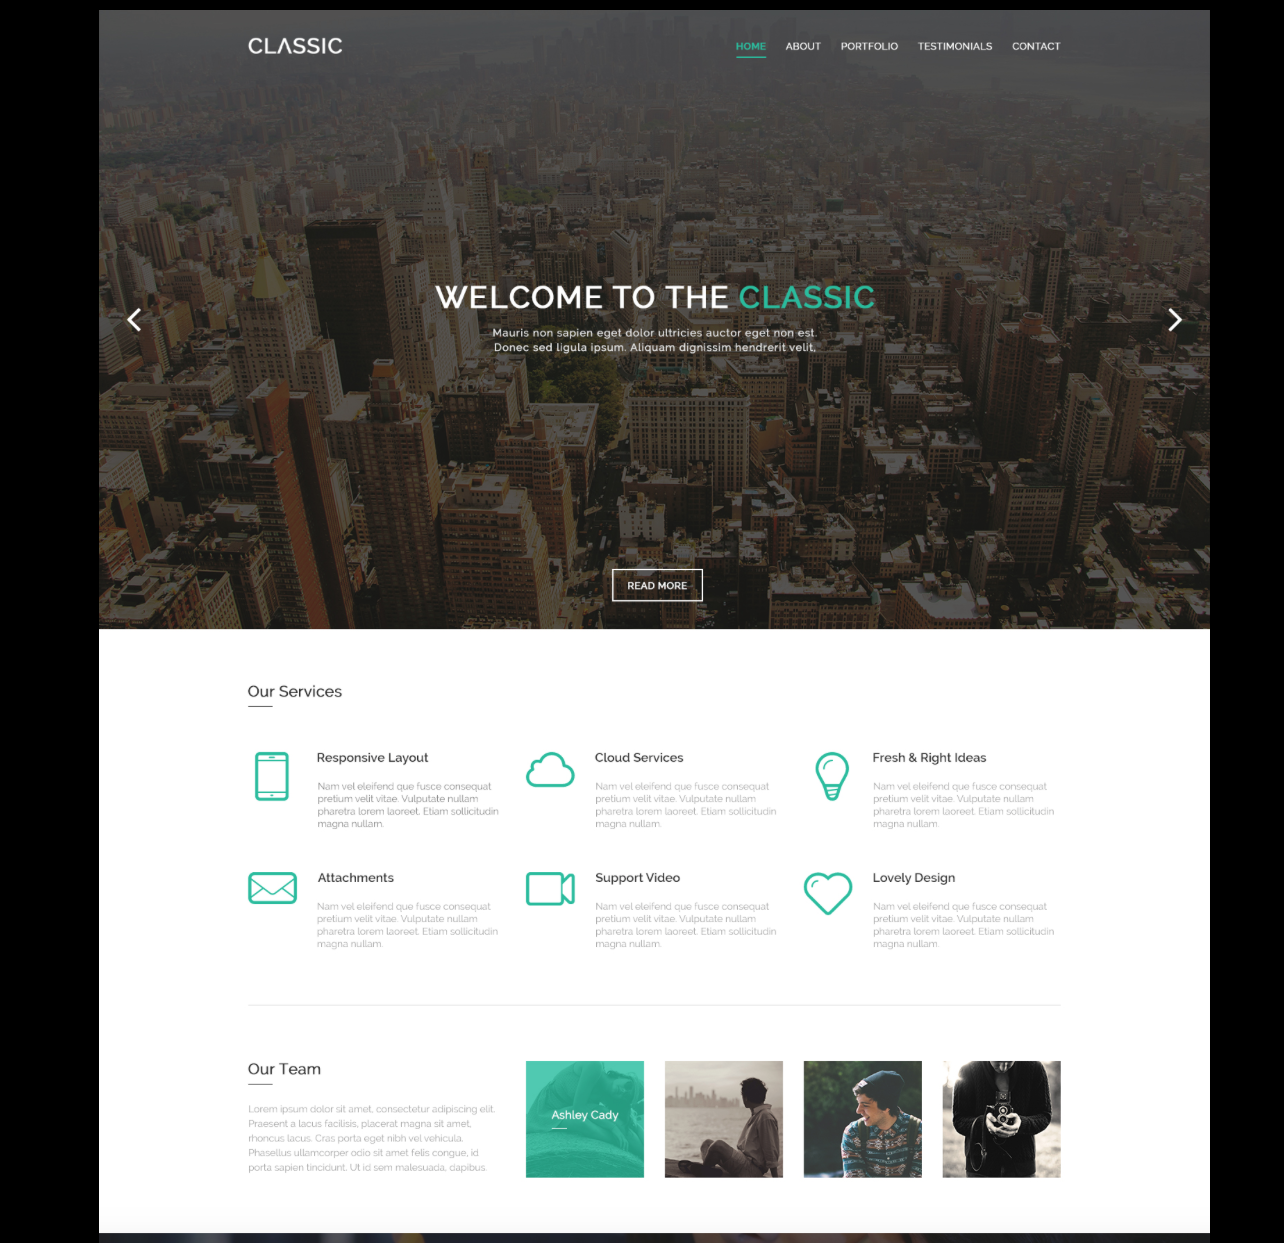 CLASSIC
HOME ABOUT PORTFOLIO TESTIMONIALS CONTACT
WELCOME TO THE CLASSIC
Mauris non sapien eget dolor ultricies auctor eget non est.
Donec sed ligula ipsum. Aliquam dignissim hendrerit velit.
READ MORE
Our Services
Responsive Layout
Nam vel eleifend que fusce consequat
pretium velit vitae. Vulputate nullam
pharetra lorem laoreet. Etiam sollicitudin
magna nullam.
Cloud Services
Nam vel eleifend que fusce consequat
pretium velit vitae. Vulputate nullam
pharetra lorem laoreet. Etiam sollicitudin
magna nullam.
Fresh & Right Ideas
Nam vel eleifend que fusce consequat
pretium velit vitae. Vulputate nullam
pharetra lorem laoreet. Etiam sollicitudin
magna nullam.
Attachments
Nam vel eleifend que fusce consequat
pretium velit vitae. Vulputate nullam
pharetra lorem laoreet. Etiam sollicitudin
magna nullam.
Support Video
Nam vel eleifend que fusce consequat
pretium velit vitae. Vulputate nullam
pharetra lorem laoreet. Etiam sollicitudin
magna nullam.
Lovely Design
Nam vel eleifend que fusce consequat
pretium velit vitae. Vulputate nullam
pharetra lorem laoreet. Etiam sollicitudin
magna nullam.
Our Team
Lorem ipsum dolor sit amet, consectetur adipiscing elit.
Praesent a lacus facilisis, placerat magna sit amet,
rhoncus lacus. Cras porta eget nibh vel vehicula.
Phasellus ullamcorper odio sit amet felis congue, id
porta sapien tincidunt. Ut id sem malesuada, dapibus.
Ashley Cady